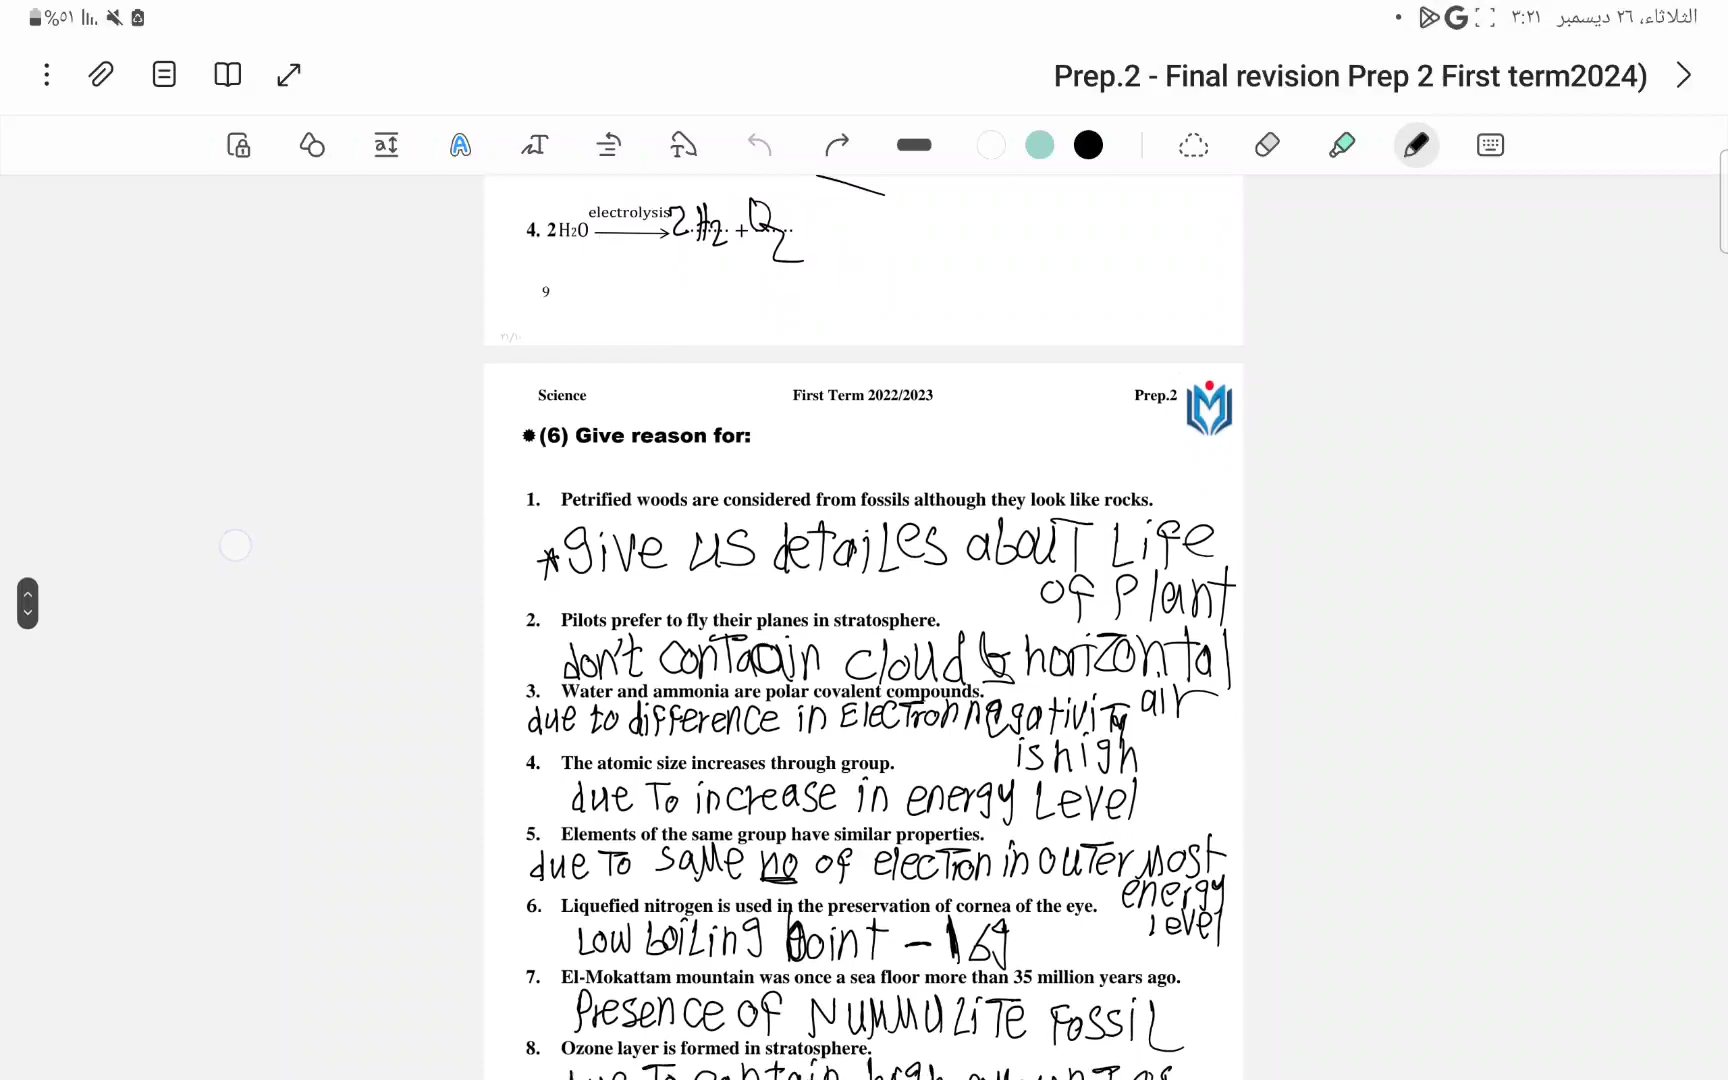 %٥١
الثلاثاء، ٢٦ ديسمبر ٣:٢١
Prep.2 - Final revision Prep 2 First term2024)
4. 2H2O electrolysis 2H2 + O2
9
Science First Term 2022/2023 Prep.2
(6) Give reason for:
1. Petrified woods are considered from fossils although they look like rocks.
*give us detailes about Life
of Plant
2. Pilots prefer to fly their planes in stratosphere.
don't contain cloud & horizontal
air
3. Water and ammonia are polar covalent compounds.
due to difference in Electronnegativity
is high
4. The atomic size increases through group.
due To increase in energy Level
5. Elements of the same group have similar properties.
due To same no of election in outer most
energy
level
6. Liquefied nitrogen is used in the preservation of cornea of the eye.
Low boiling point - 169
7. El-Mokattam mountain was once a sea floor more than 35 million years ago.
Presence of NUMMULITE Fossil
8. Ozone layer is formed in stratosphere.
due To contain high